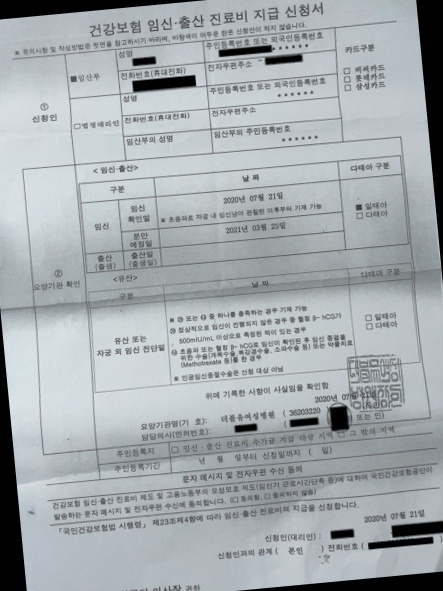 건강보험 임신·출산 진료비 지급 신청서
※ 유의사항 및 작성방법은 뒷면을 참고하시기 바라며, 바탕색이 어두운 란은 신청인이 적지 않습니다.
① 신청인
■임산부
성명
주민등록번호 또는 외국인등록번호
******
전화번호(휴대전화)
전자우편주소
□법정대리인
성명
주민등록번호 또는 외국인등록번호
******
전화번호(휴대전화)
전자우편주소
임산부의 성명
임산부의 주민등록번호
******
카드구분
□ 비씨카드
□ 롯데카드
□ 삼성카드
② 요양기관 확인
<임신·출산>
구분
날 짜
다태아 구분
임신
임신 확인일
2020년 07월 21일
※ 초음파로 자궁 내 임신낭이 관찰된 이후부터 기재 가능
분만 예정일
2021년 03월 25일
■ 일태아
□ 다태아
출산 (출생)
출산일 (출생일)
<유산>
구분
날 짜
다태아 구분
유산 또는
자궁 외 임신 진단일
※ ㉮ 또는 ㉯ 중 하나를 충족하는 경우 기재 가능
㉮ 정상적으로 임신이 진행되지 않은 경우 중 혈청 β- hCG가
500mIU/mL 이상으로 측정된 적이 있는 경우
㉯ 초음파 또는 혈청 β- hCG로 임신이 확인된 이후 임신 종결을
위한 수술(개복수술, 복강경수술, 소파수술 등) 또는 약물치료
(Methotrexate 등)를 한 경우
※ 인공임신중절수술은 신청 대상 아님
□ 일태아
□ 다태아
위에 기록한 사항이 사실임을 확인함
2020년 07월 21일
요양기관명(기 호): 더블유여성병원 ( 36303220
담당의사(면허번호):
주민등록지
□ 임신·출산 진료비 추가금 지급 대상 지역 □ 그 밖의 지역
주민등록기간
년 월 일부터 신청일까지 ( 일)
문자 메시지 및 전자우편 수신 동의
건강보험 임신·출산 진료비 제도 및 고용노동부의 모성보호 제도(임신기 근로시간단축 등)에 대하여 국민건강보험공단이
발송하는 문자 메시지 및 전자우편 수신에 동의합니다. (□ 동의함, □ 동의하지 않음)
「국민건강보험법 시행령」 제23조제4항에 따라 임신·출산 진료비의 지급을 신청합니다.
2020년 07월 21일
신청인(대리인) :
신청인과의 관계 ( 본인 ) 전화번호 (
이사장 귀하